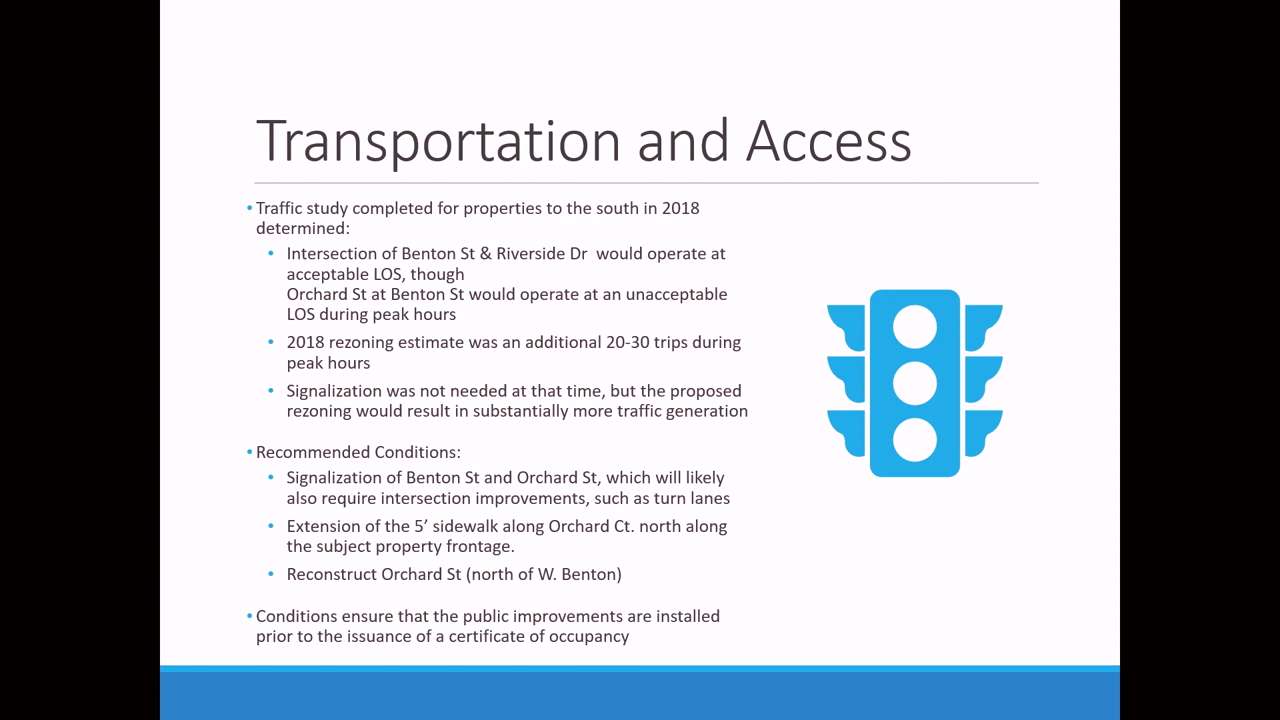 Transportation and Access
• Traffic study completed for properties to the south in 2018
determined:
• Intersection of Benton St & Riverside Dr  would operate at
acceptable LOS, though
Orchard St at Benton St would operate at an unacceptable
LOS during peak hours
• 2018 rezoning estimate was an additional 20-30 trips during
peak hours
• Signalization was not needed at that time, but the proposed
rezoning would result in substantially more traffic generation
• Recommended Conditions:
• Signalization of Benton St and Orchard St, which will likely
also require intersection improvements, such as turn lanes
• Extension of the 5’ sidewalk along Orchard Ct. north along
the subject property frontage.
• Reconstruct Orchard St (north of W. Benton)
• Conditions ensure that the public improvements are installed
prior to the issuance of a certificate of occupancy